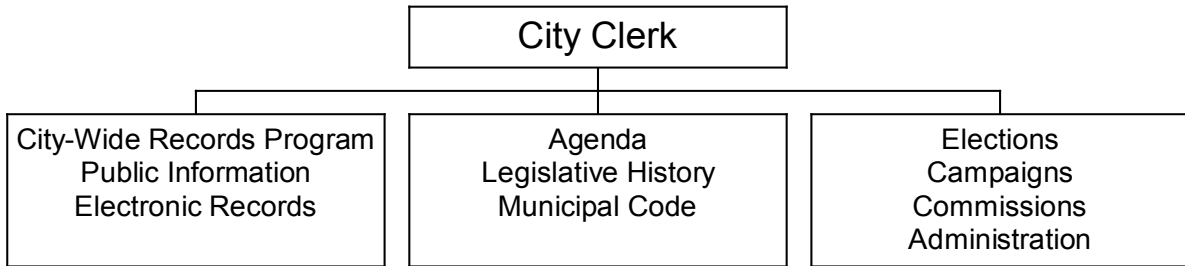 City Clerk
City-Wide Records Program
Public Information
Electronic Records
Agenda
Legislative History
Municipal Code
Elections
Campaigns
Commissions
Administration